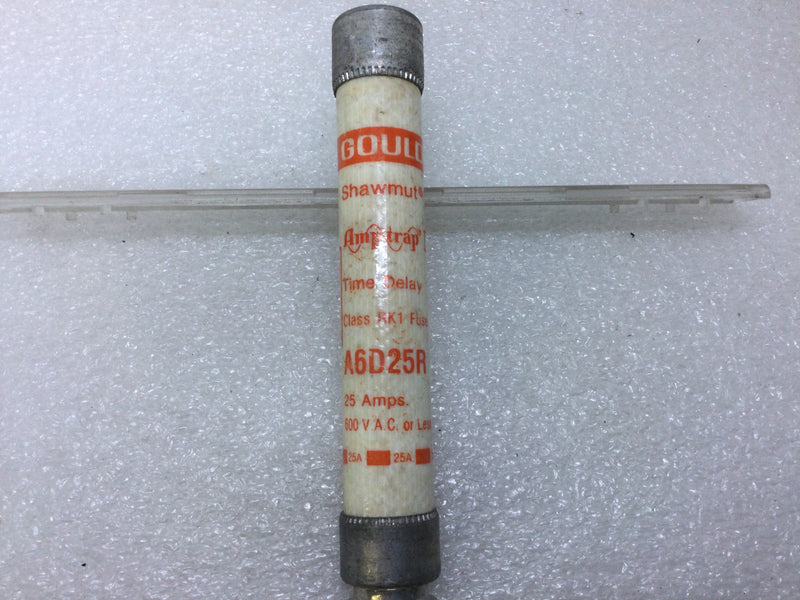 GOULD
Shawmut®
Amp-trap®
Time Delay
Class RK1 Fuse
A6D25R
25 Amps.
600 V A.C. or Less
25A 25A